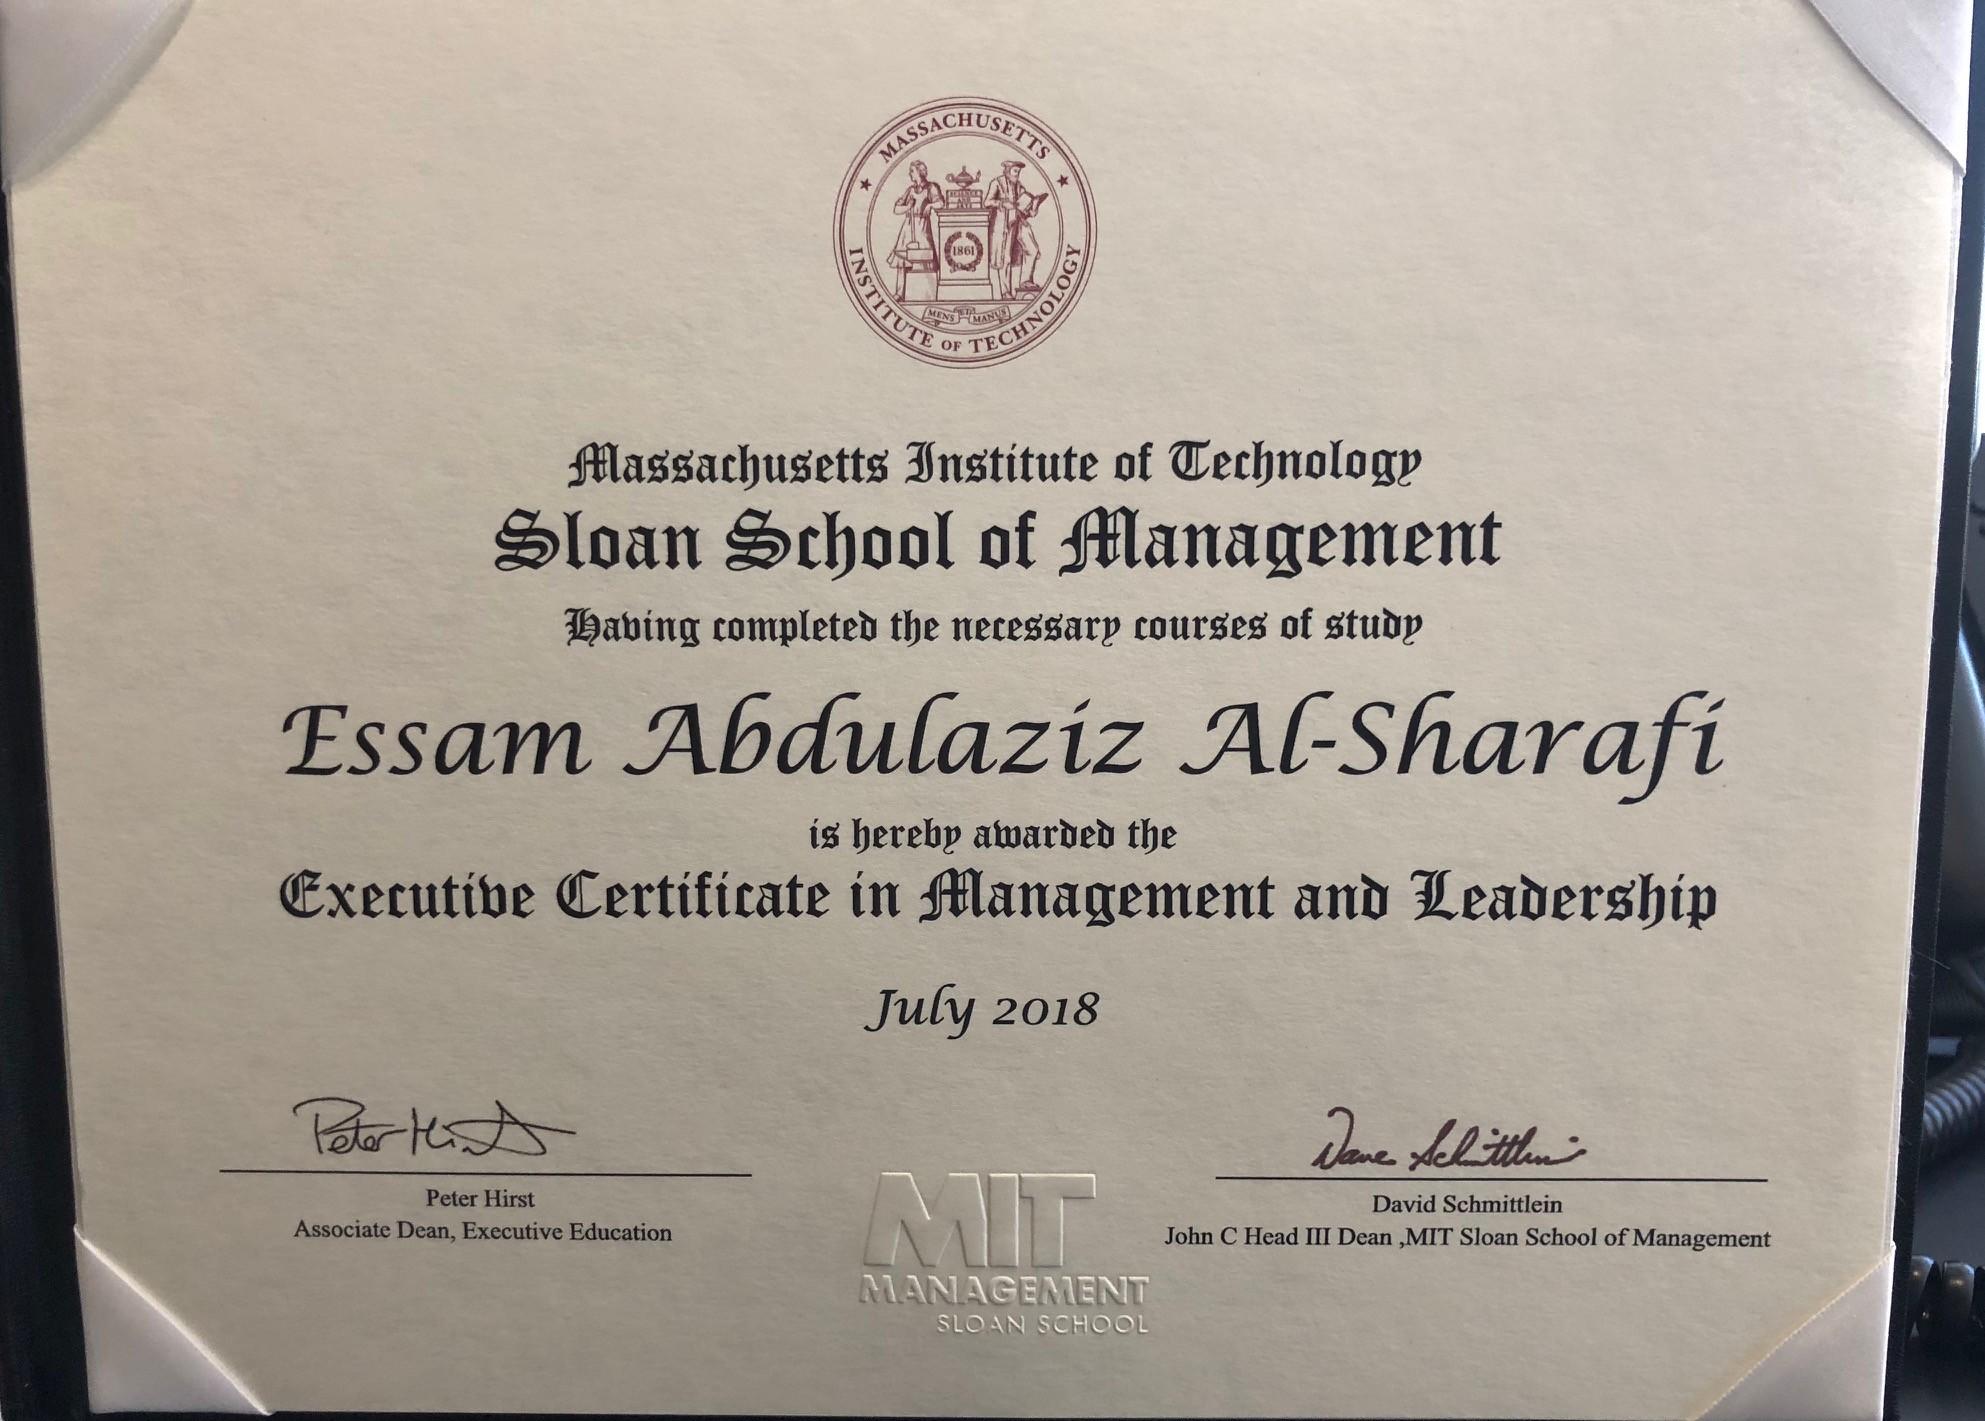 MASSACHUSETTS
INSTITUTE OF TECHNOLOGY
SCIENCE
AND
ARTS
1861
MENS ET MANUS
Massachusetts Institute of Technology
Sloan School of Management
Having completed the necessary courses of study
Essam Abdulaziz Al-Sharafi
is hereby awarded the
Executive Certificate in Management and Leadership
July 2018
Peter Hirst
Dave Schmittlein
Peter Hirst
Associate Dean, Executive Education
David Schmittlein
John C Head III Dean ,MIT Sloan School of Management
MIT
MANAGEMENT
SLOAN SCHOOL